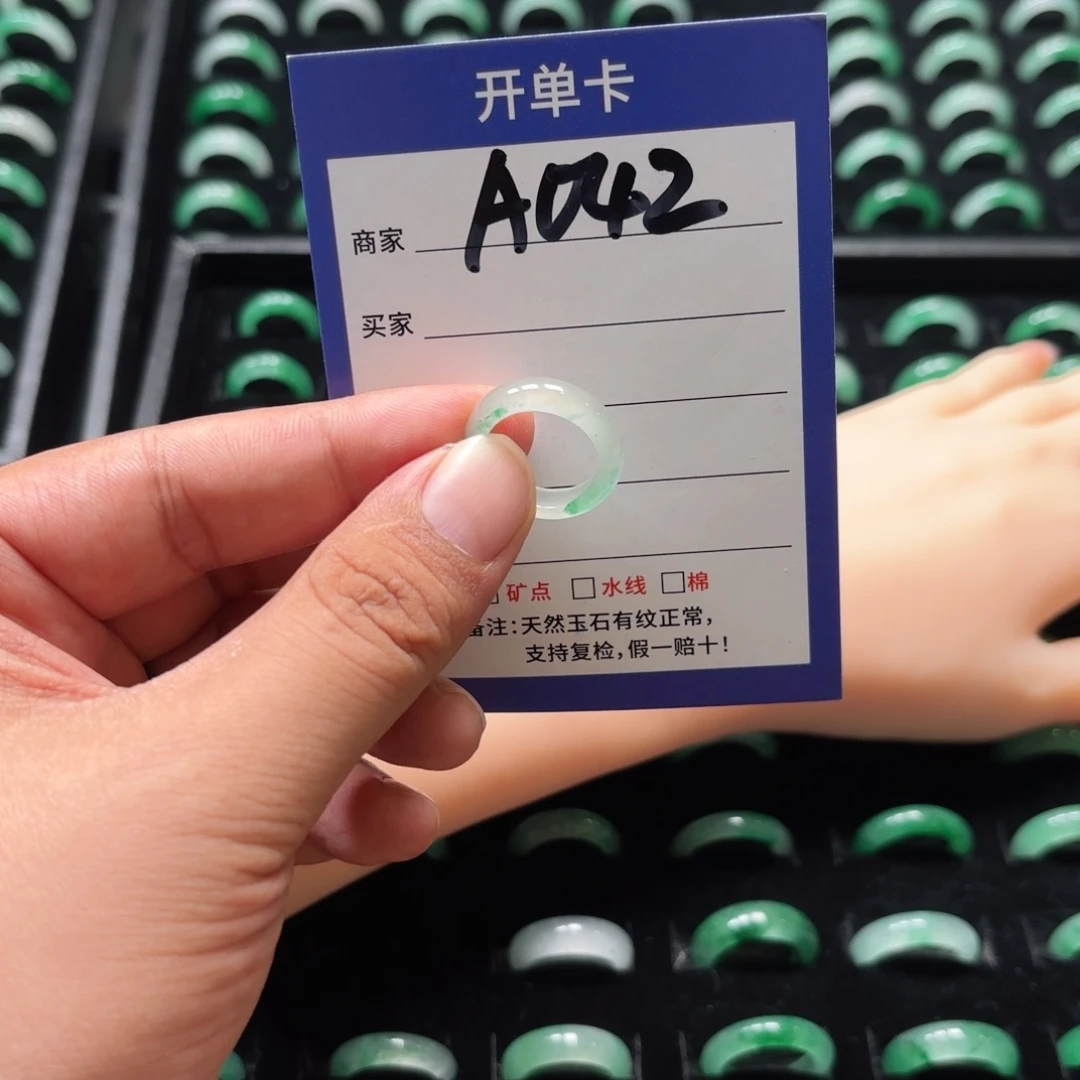 开单卡
商家 A042
买家
矿点 水线 棉
备注:天然玉石有纹正常,
支持复检,假一赔十!